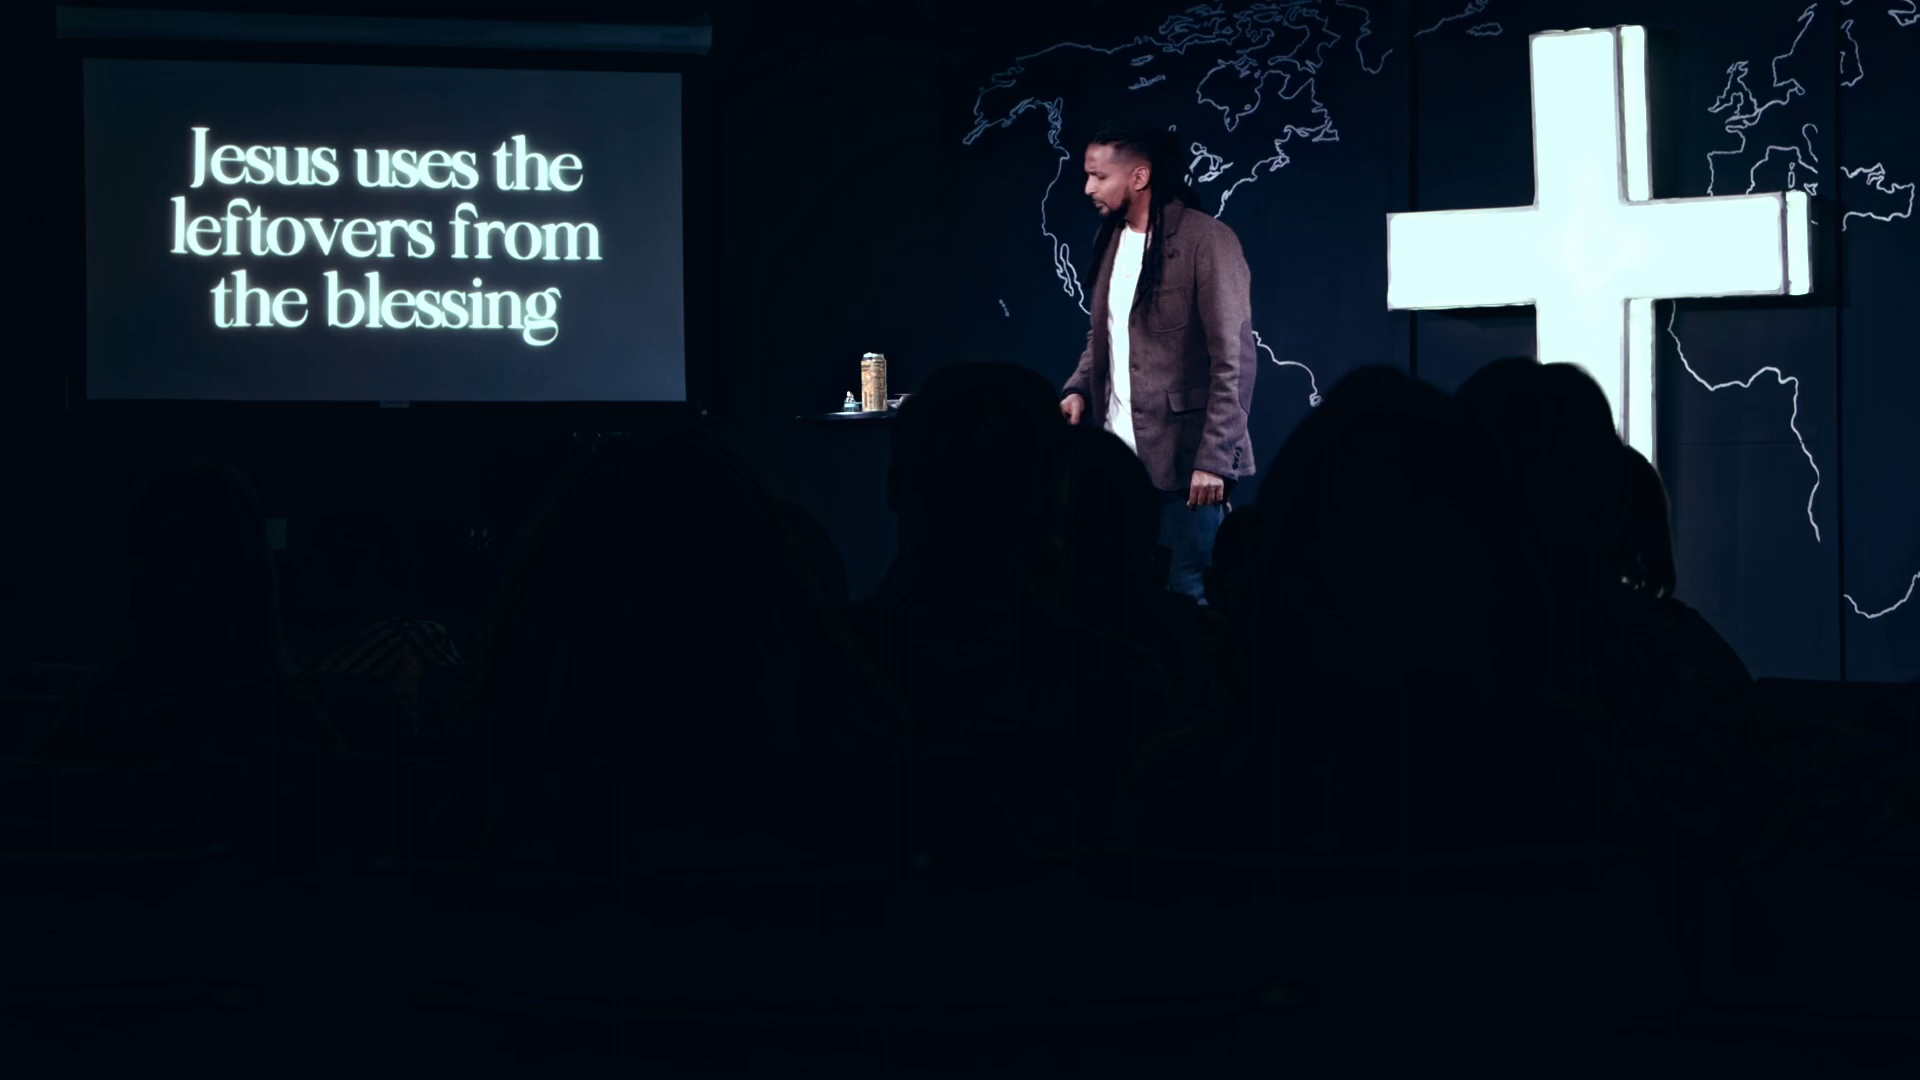 Jesus uses the
leftovers from
the blessing